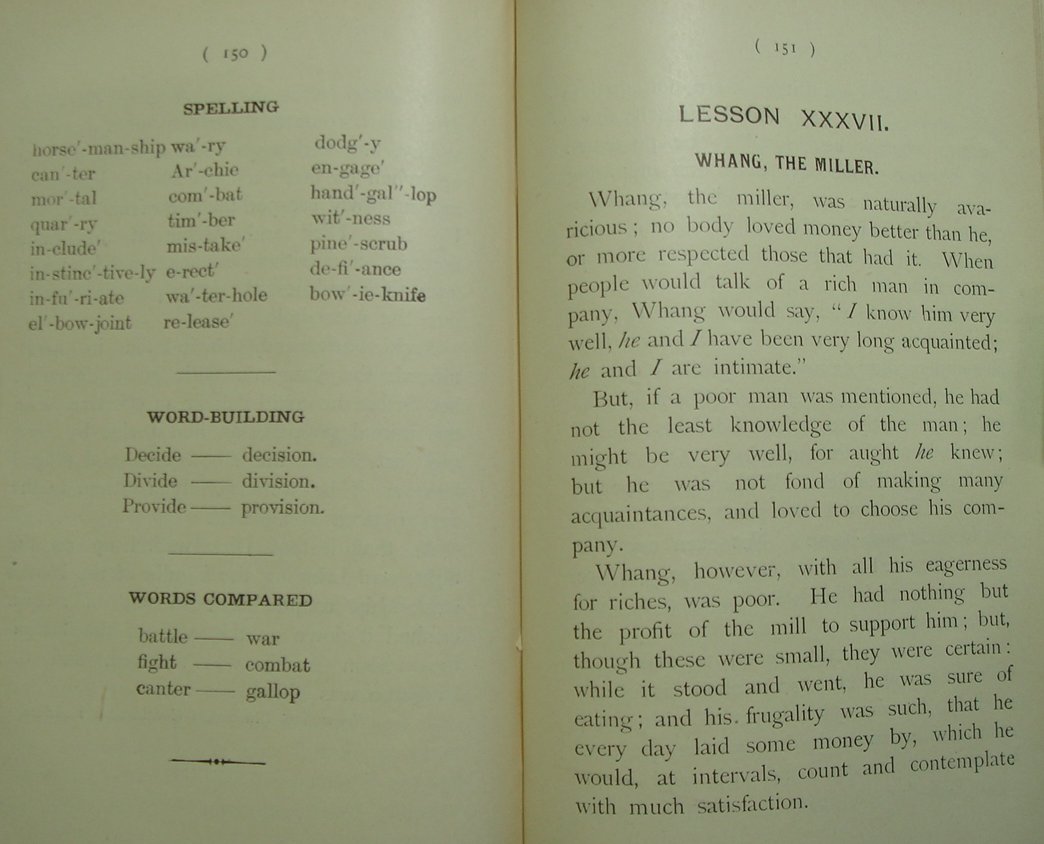 ( 150 )
SPELLING
horse'-man-ship wa'-ry dodg'-y
can'-ter Ar'-chie en-gage'
mor'-tal com'-bat hand'-gal''-lop
quar'-ry tim'-ber wit'-ness
in-clude' mis-take' pine'-scrub
in-stinc'-tive-ly e-rect' de-fi'-ance
in-fu'-ri-ate wa'-ter-hole bow'-ie-knife
el'-bow-joint re-lease'
WORD-BUILDING
Decide —— decision.
Divide —— division.
Provide —— provision.
WORDS COMPARED
battle —— war
fight —— combat
canter —— gallop
( 151 )
LESSON XXXVII.
WHANG, THE MILLER.
Whang, the miller, was naturally ava-
ricious; no body loved money better than he,
or more respected those that had it. When
people would talk of a rich man in com-
pany, Whang would say, “I know him very
well, he and I have been very long acquainted;
he and I are intimate.”
But, if a poor man was mentioned, he had
not the least knowledge of the man; he
might be very well, for aught he knew;
but he was not fond of making many
acquaintances, and loved to choose his com-
pany.
Whang, however, with all his eagerness
for riches, was poor. He had nothing but
the profit of the mill to support him; but,
though these were small, they were certain:
while it stood and went, he was sure of
eating; and his frugality was such, that he
every day laid some money by, which he
would, at intervals, count and contemplate
with much satisfaction.